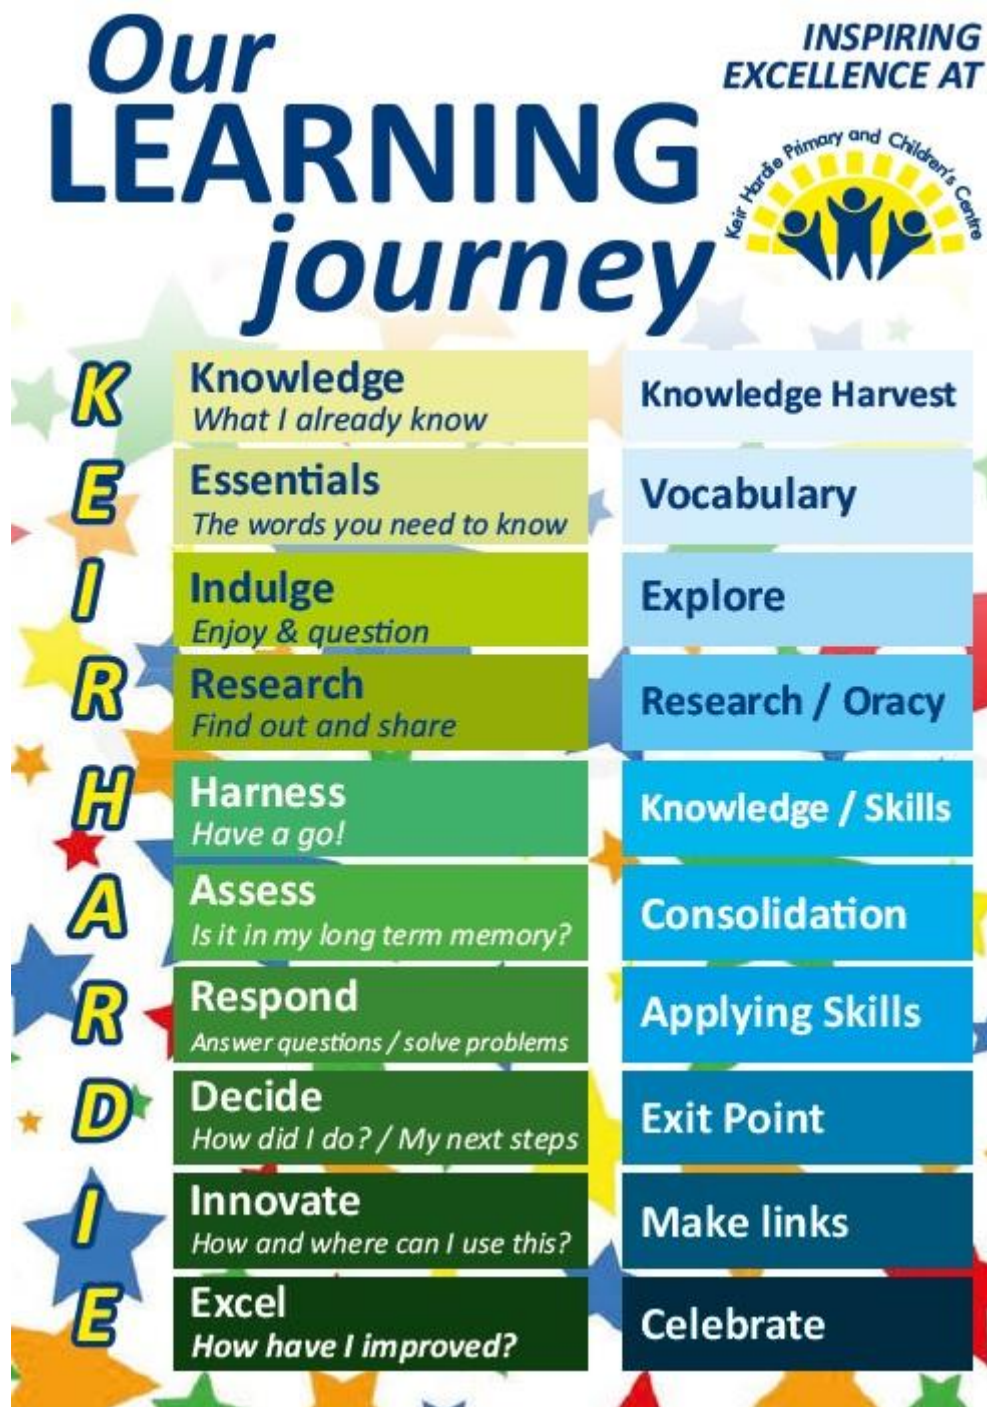 Our
LEARNING
journey
INSPIRING
EXCELLENCE AT
Keir Hardie Primary and Children's Centre
K
Knowledge
What I already know
Knowledge Harvest
E
Essentials
The words you need to know
Vocabulary
I
Indulge
Enjoy & question
Explore
R
Research
Find out and share
Research / Oracy
H
Harness
Have a go!
Knowledge / Skills
A
Assess
Is it in my long term memory?
Consolidation
R
Respond
Answer questions / solve problems
Applying Skills
D
Decide
How did I do? / My next steps
Exit Point
I
Innovate
How and where can I use this?
Make links
E
Excel
How have I improved?
Celebrate